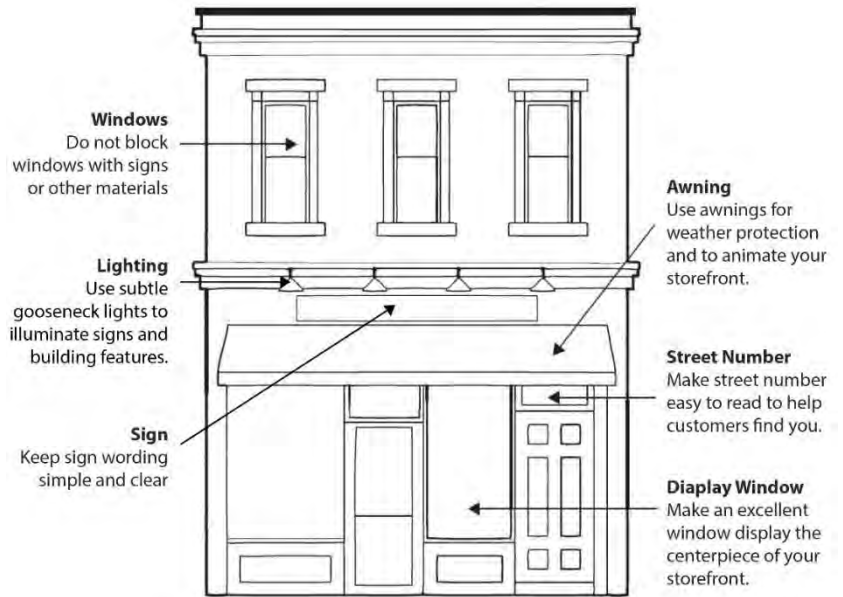 Windows
Do not block
windows with signs
or other materials
Lighting
Use subtle
gooseneck lights to
illuminate signs and
building features.
Sign
Keep sign wording
simple and clear
Awning
Use awnings for
weather protection
and to animate your
storefront.
Street Number
Make street number
easy to read to help
customers find you.
Diaplay Window
Make an excellent
window display the
centerpiece of your
storefront.